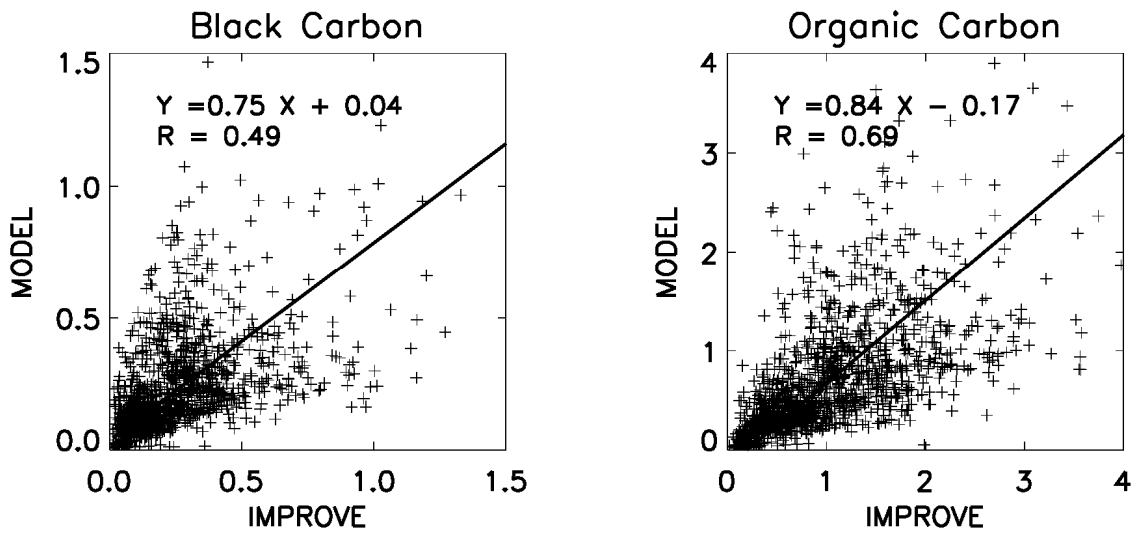 Black Carbon
Y =0.75 X + 0.04
R = 0.49
MODEL
1.5
1.0
0.5
0.0
0.0 0.5 1.0 1.5
IMPROVE
Organic Carbon
Y =0.84 X − 0.17
R = 0.69
MODEL
4
3
2
1
0
0 1 2 3 4
IMPROVE